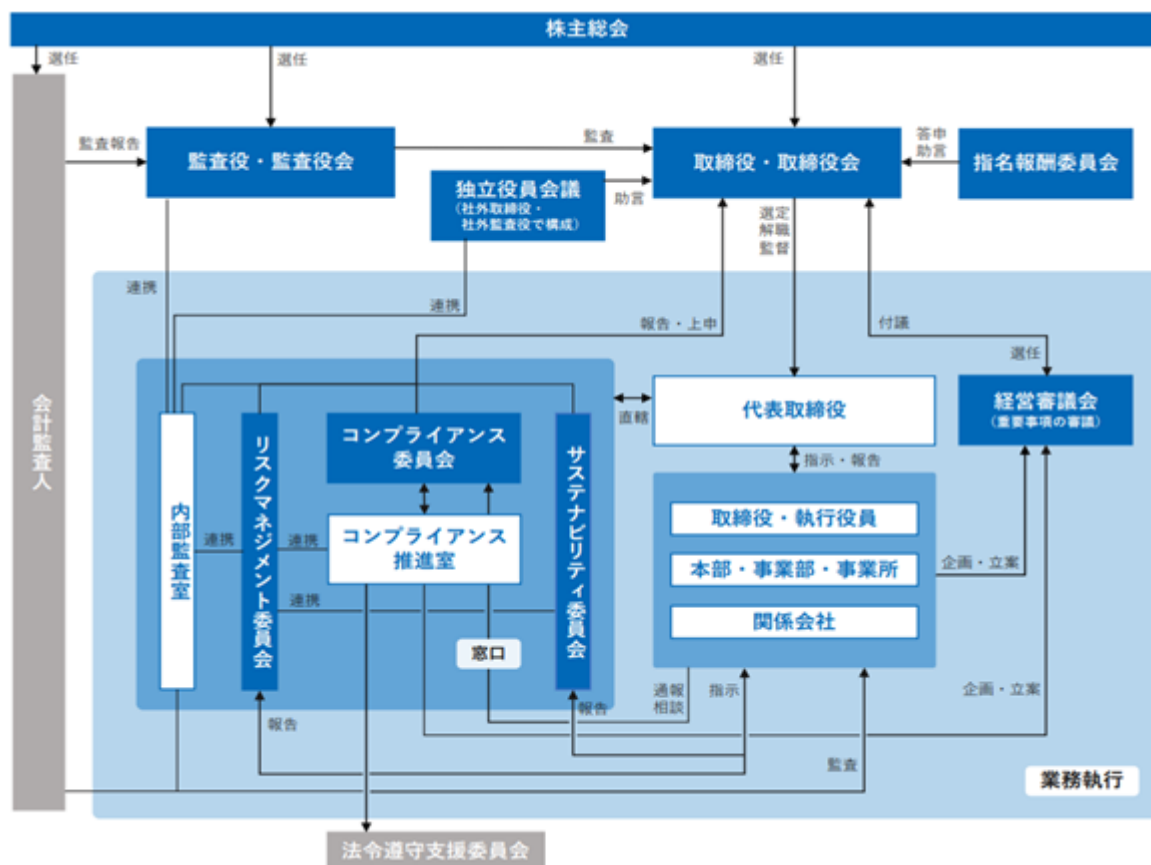 株主総会
選任
選任
選任
監査報告
監査役・監査役会
監査
取締役・取締役会
答申
助言
指名報酬委員会
独立役員会議
(社外取締役・
社外監査役で構成)
助言
選定
解職
監督
連携
連携
報告・上申
付議
選任
会計監査人
直轄
代表取締役
経営審議会
(重要事項の審議)
指示・報告
内部監査室
リスクマネジメント委員会
コンプライアンス
委員会
サステナビリティ委員会
コンプライアンス
推進室
連携
連携
連携
窓口
取締役・執行役員
本部・事業部・事業所
関係会社
企画・立案
企画・立案
通報
相談
指示
報告
報告
監査
業務執行
法令遵守支援委員会